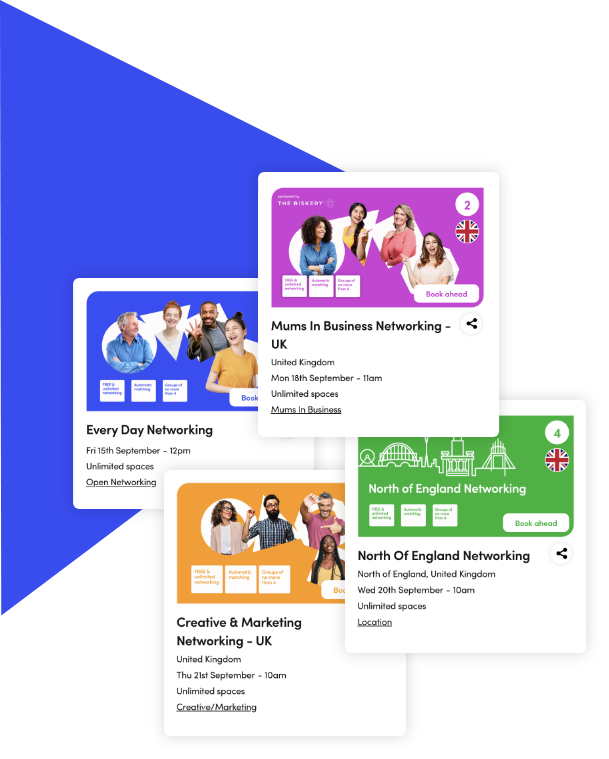 sponsored by
THE BISKERY
2
FREE & unlimited networking
Automatic matching
Groups of no more than 4
Book ahead
Mums In Business Networking -
UK
United Kingdom
Mon 18th September - 11am
Unlimited spaces
Mums In Business
FREE & unlimited networking
Automatic matching
Groups of no more than 4
Book
Every Day Networking
Fri 15th September - 12pm
Unlimited spaces
Open Networking
4
North of England Networking
FREE & unlimited networking
Automatic matching
Groups of no more than 4
Book ahead
North Of England Networking
North of England, United Kingdom
Wed 20th September - 10am
Unlimited spaces
Location
FREE & unlimited networking
Automatic matching
Groups of no more than 4
Boo
Creative & Marketing
Networking - UK
United Kingdom
Thu 21st September - 10am
Unlimited spaces
Creative/Marketing